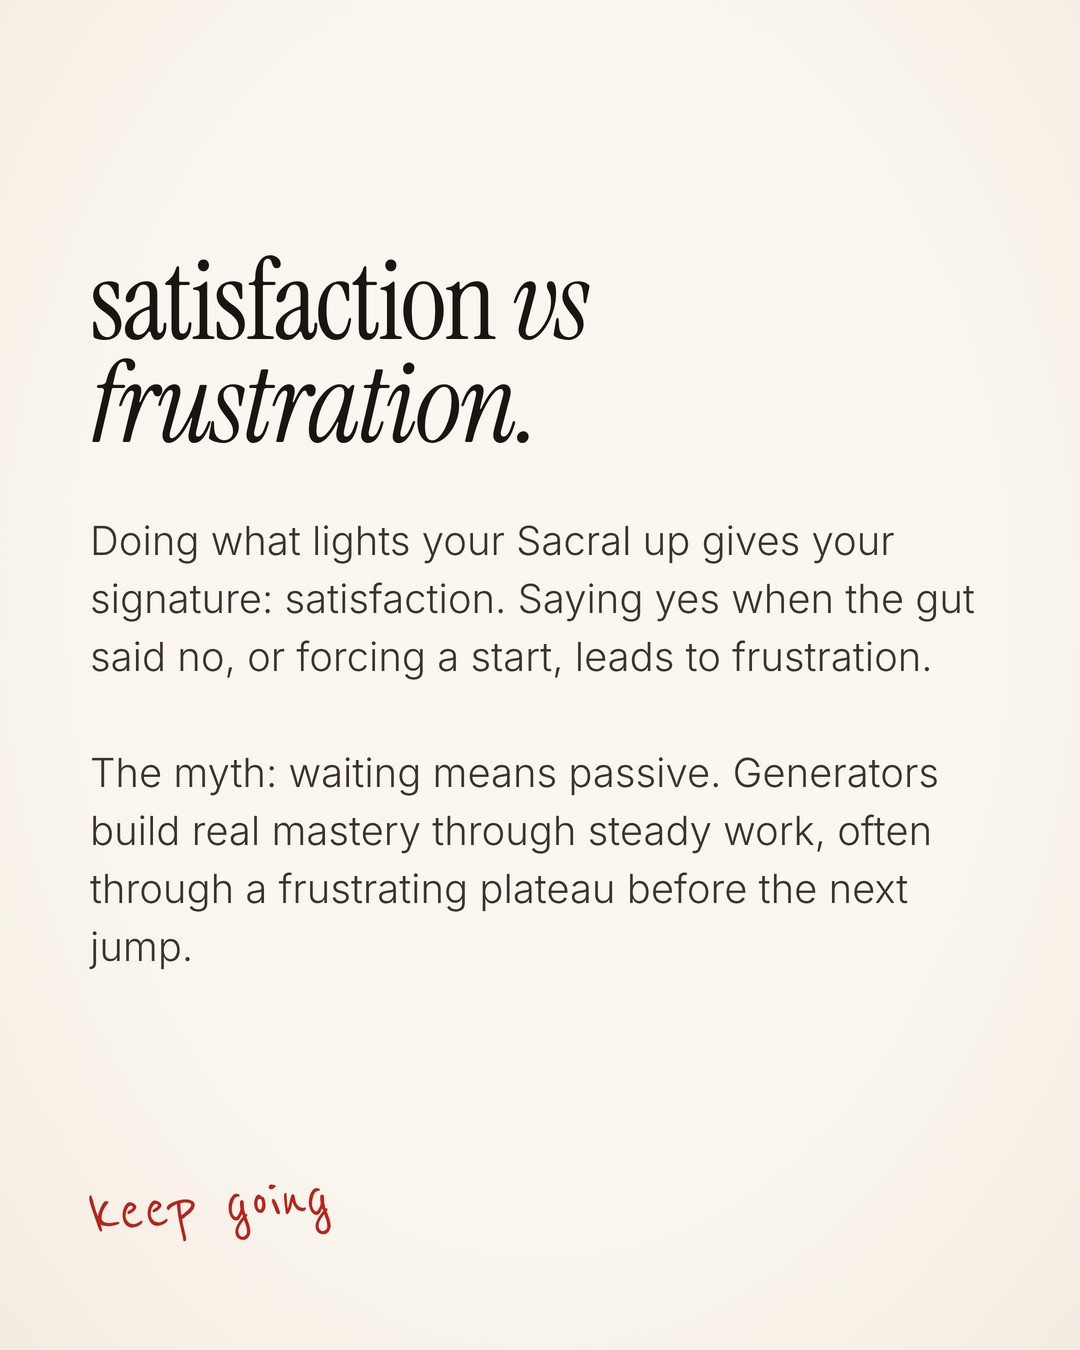 satisfaction vs
frustration.
Doing what lights your Sacral up gives your
signature: satisfaction. Saying yes when the gut
said no, or forcing a start, leads to frustration.
The myth: waiting means passive. Generators
build real mastery through steady work, often
through a frustrating plateau before the next
jump.
keep going